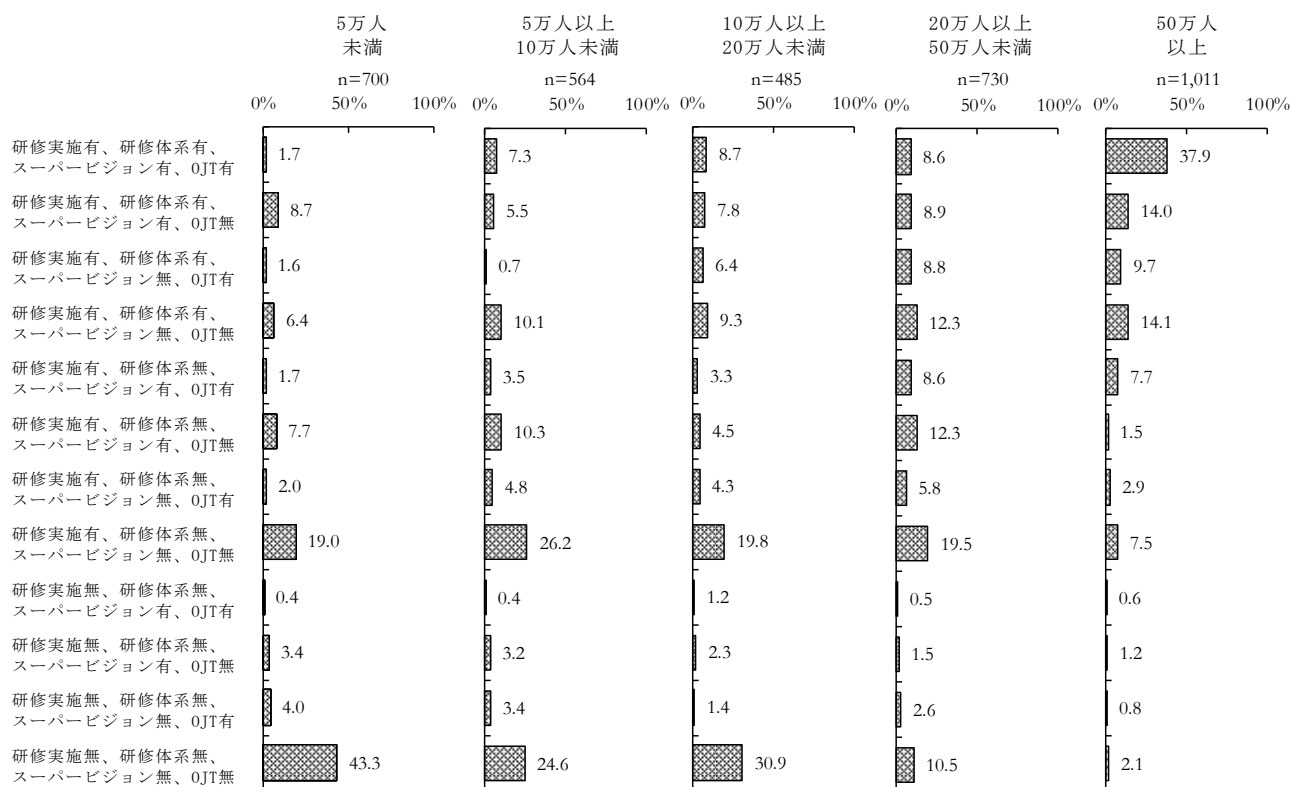 5万人 5万人以上 10万人以上 20万人以上 50万人
未満 10万人未満 20万人未満 50万人未満 以上
n=700 n=564 n=485 n=730 n=1,011
0% 50% 100% 0% 50% 100% 0% 50% 100% 0% 50% 100% 0% 50% 100%
研修実施有、研修体系有、
スーパービジョン有、OJT有 1.7 7.3 8.7 8.6 37.9
研修実施有、研修体系有、
スーパービジョン有、OJT無 8.7 5.5 7.8 8.9 14.0
研修実施有、研修体系有、
スーパービジョン無、OJT有 1.6 0.7 6.4 8.8 9.7
研修実施有、研修体系有、
スーパービジョン無、OJT無 6.4 10.1 9.3 12.3 14.1
研修実施有、研修体系無、
スーパービジョン有、OJT有 1.7 3.5 3.3 8.6 7.7
研修実施有、研修体系無、
スーパービジョン有、OJT無 7.7 10.3 4.5 12.3 1.5
研修実施有、研修体系無、
スーパービジョン無、OJT有 2.0 4.8 4.3 5.8 2.9
研修実施有、研修体系無、
スーパービジョン無、OJT無 19.0 26.2 19.8 19.5 7.5
研修実施無、研修体系無、
スーパービジョン有、OJT有 0.4 0.4 1.2 0.5 0.6
研修実施無、研修体系無、
スーパービジョン有、OJT無 3.4 3.2 2.3 1.5 1.2
研修実施無、研修体系無、
スーパービジョン無、OJT有 4.0 3.4 1.4 2.6 0.8
研修実施無、研修体系無、
スーパービジョン無、OJT無 43.3 24.6 30.9 10.5 2.1